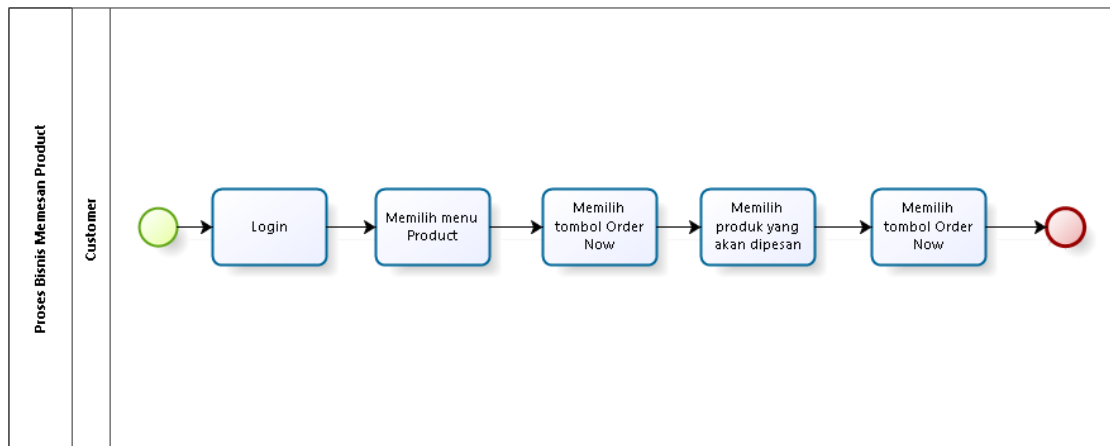 Proses Bisnis Memesan Product
Customer
Login
Memilih menu
Product
Memilih
tombol Order
Now
Memilih
produk yang
akan dipesan
Memilih
tombol Order
Now